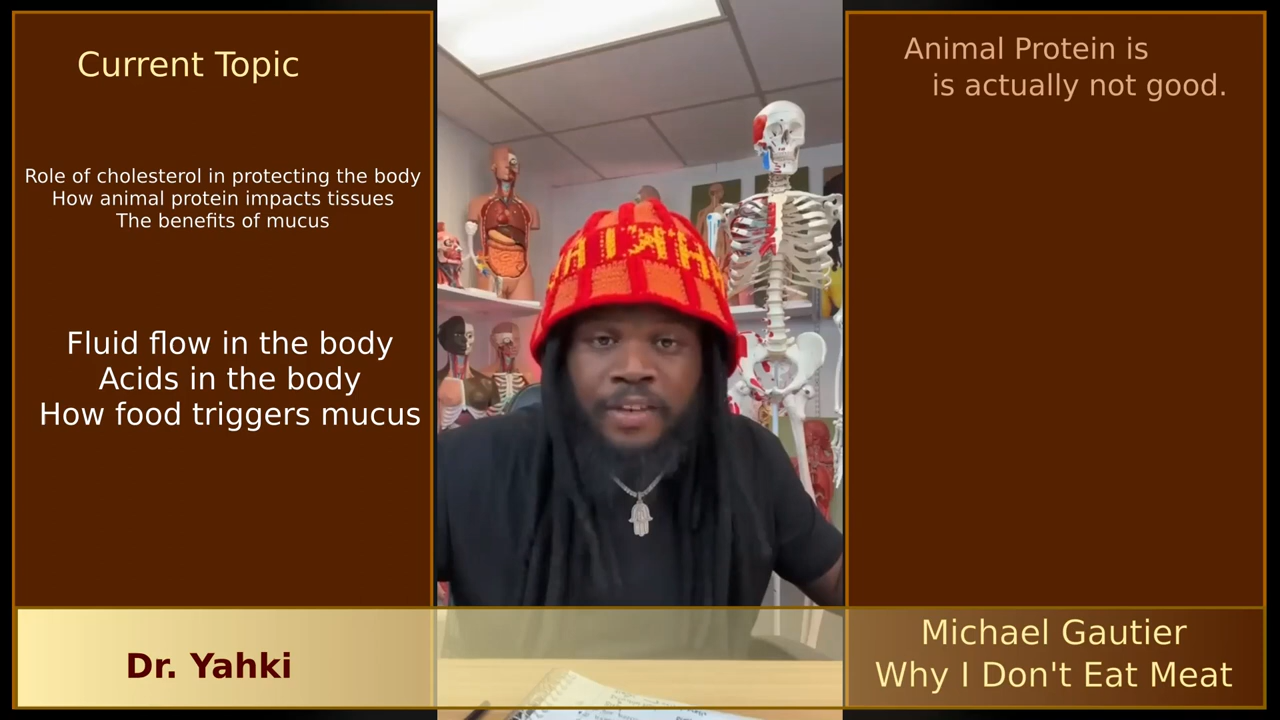 Current Topic
Role of cholesterol in protecting the body
How animal protein impacts tissues
The benefits of mucus
Fluid flow in the body
Acids in the body
How food triggers mucus
Dr. Yahki
Animal Protein is
is actually not good.
Michael Gautier
Why I Don't Eat Meat